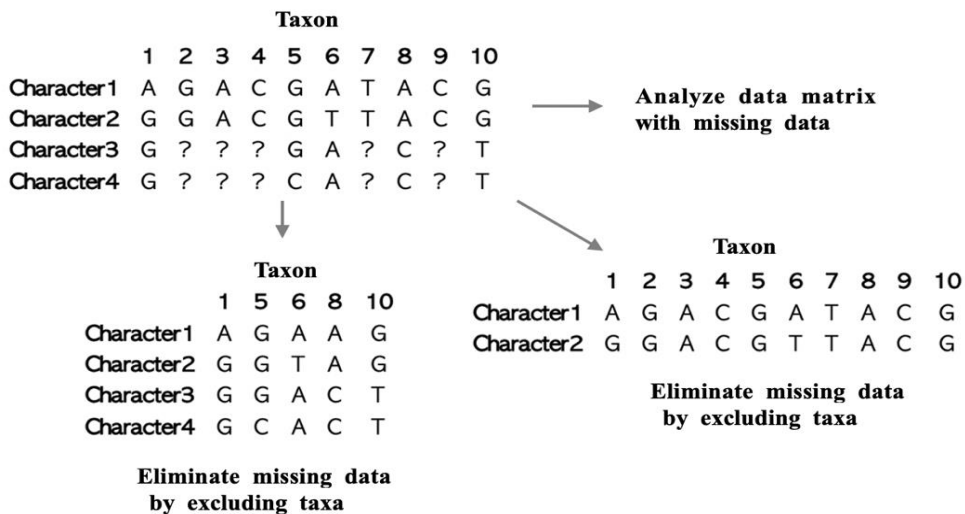 Taxon
1 2 3 4 5 6 7 8 9 10
Character1 A G A C G A T A C G
Character2 G G A C G T T A C G
Character3 G ? ? ? G A ? C ? T
Character4 G ? ? ? C A ? C ? T
Analyze data matrix
with missing data
Taxon
1 5 6 8 10
Character1 A G A A G
Character2 G G T A G
Character3 G G A C T
Character4 G C A C T
Eliminate missing data
by excluding taxa
Taxon
1 2 3 4 5 6 7 8 9 10
Character1 A G A C G A T A C G
Character2 G G A C G T T A C G
Eliminate missing data
by excluding taxa